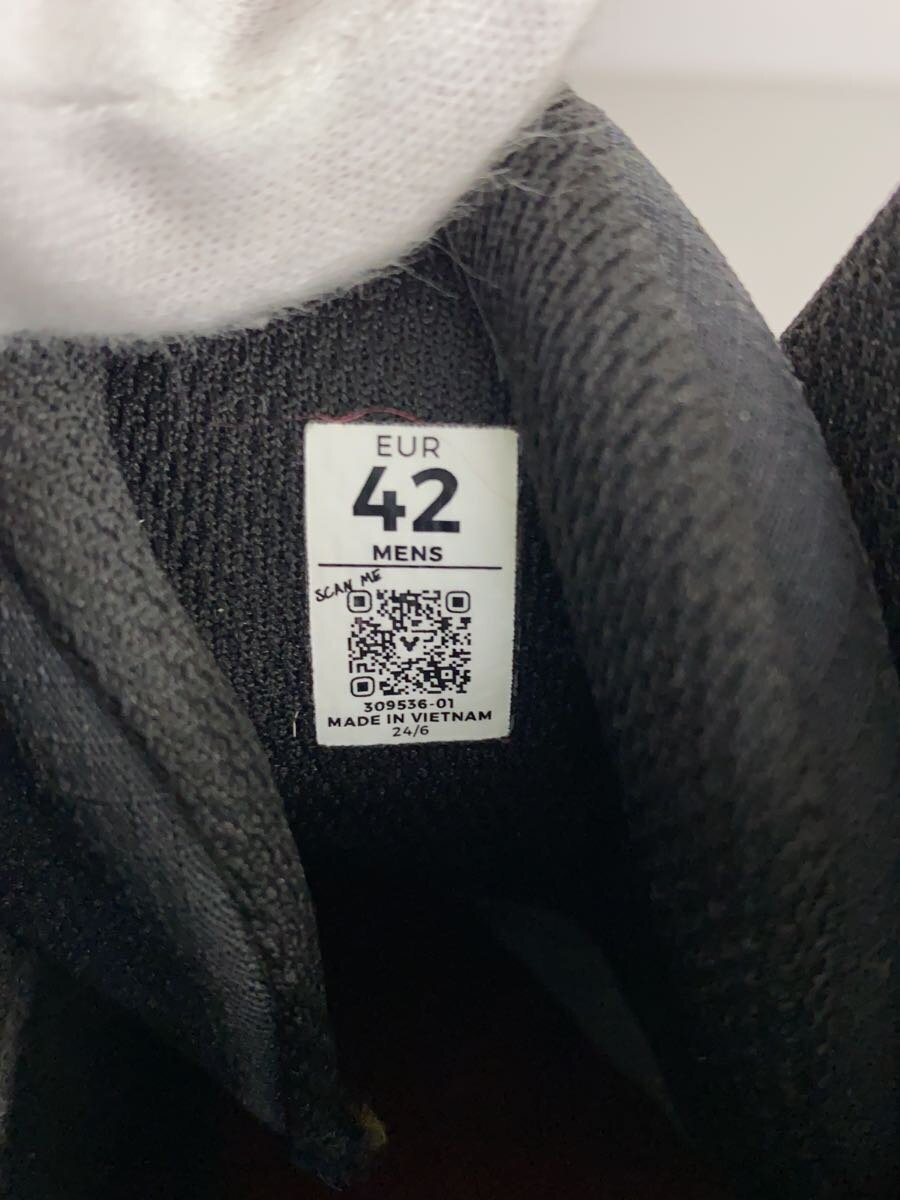 EUR
42
MENS
SCAN ME
309536-01
MADE IN VIETNAM
24/6